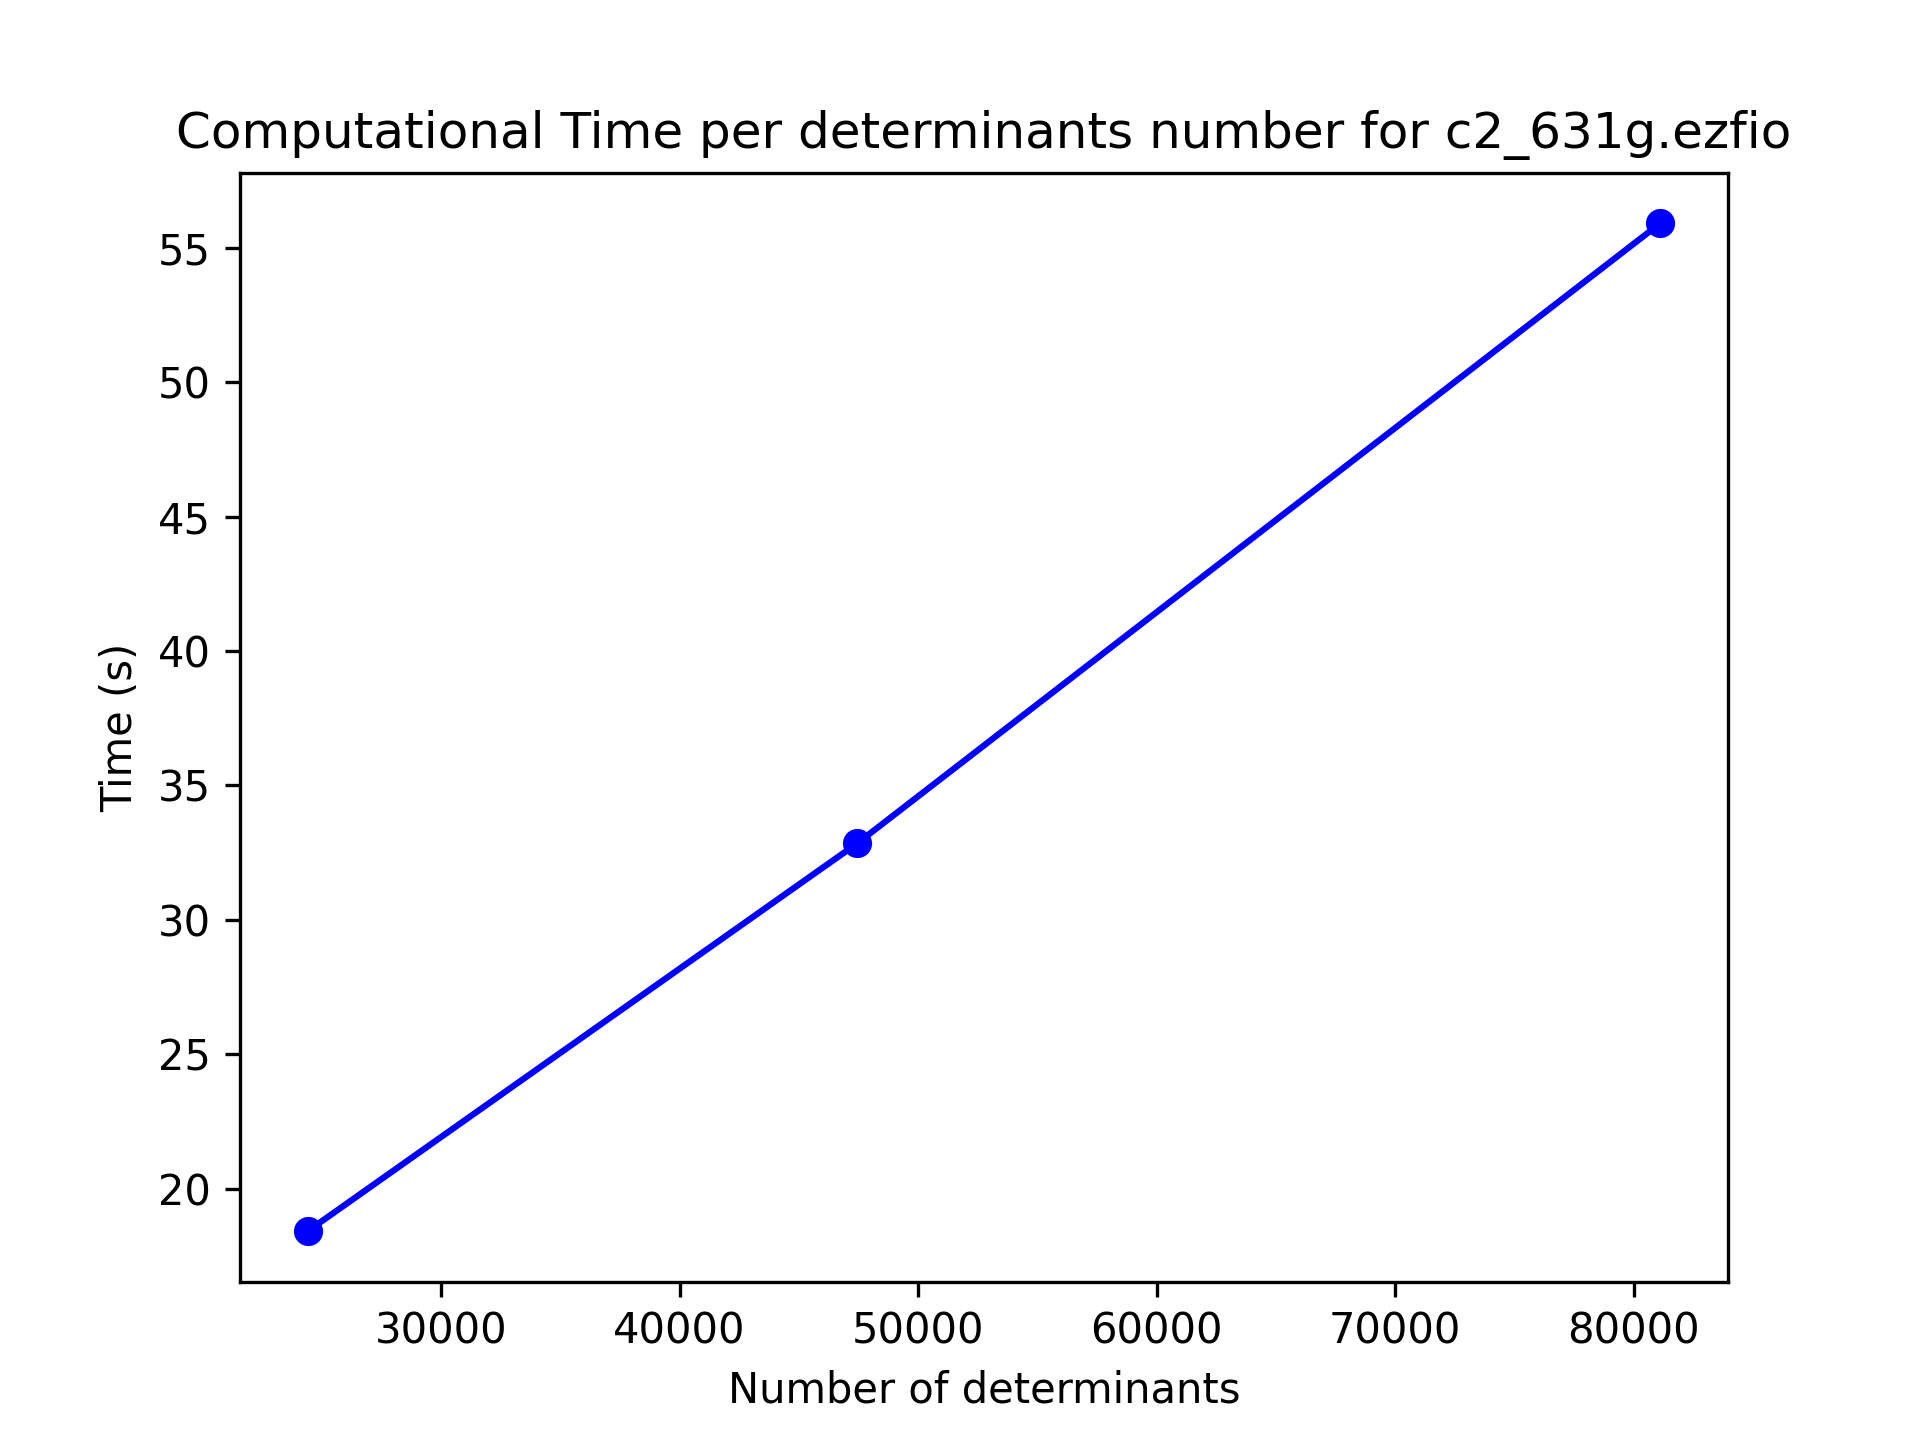 Computational Time per determinants number for c2_631g.ezfio
55
50
45
40
35
30
25
20
Time (s)
30000 40000 50000 60000 70000 80000
Number of determinants